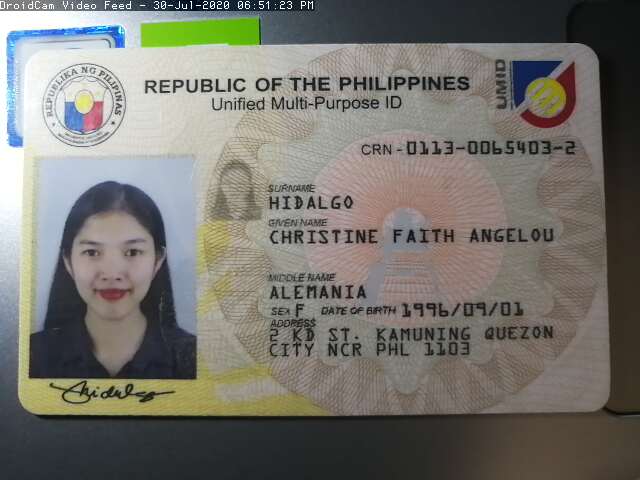 DroidCam Video Feed - 30-Jul-2020 06:51:23 PM
REPUBLIKA NG PILIPINAS
REPUBLIC OF THE PHILIPPINES
Unified Multi-Purpose ID
UMID
CRN - 0113-0065403-2
SURNAME
HIDALGO
GIVEN NAME
CHRISTINE FAITH ANGELOU
MIDDLE NAME
ALEMANIA
SEX F DATE OF BIRTH 1996/09/01
ADDRESS
2 KD ST. KAMUNING QUEZON
CITY NCR PHL 1103